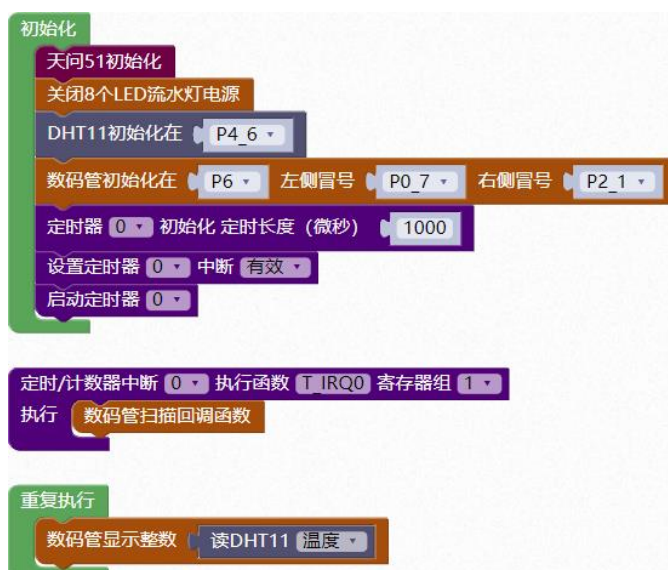 初始化
天问51初始化
关闭8个LED流水灯电源
DHT11初始化在 P4_6
数码管初始化在 P6 左侧冒号 P0_7 右侧冒号 P2_1
定时器 0 初始化 定时长度（微秒） 1000
设置定时器 0 中断 有效
启动定时器 0
定时/计数器中断 0 执行函数 T_IRQ0 寄存器组 1
执行 数码管扫描回调函数
重复执行
数码管显示整数 读DHT11 温度